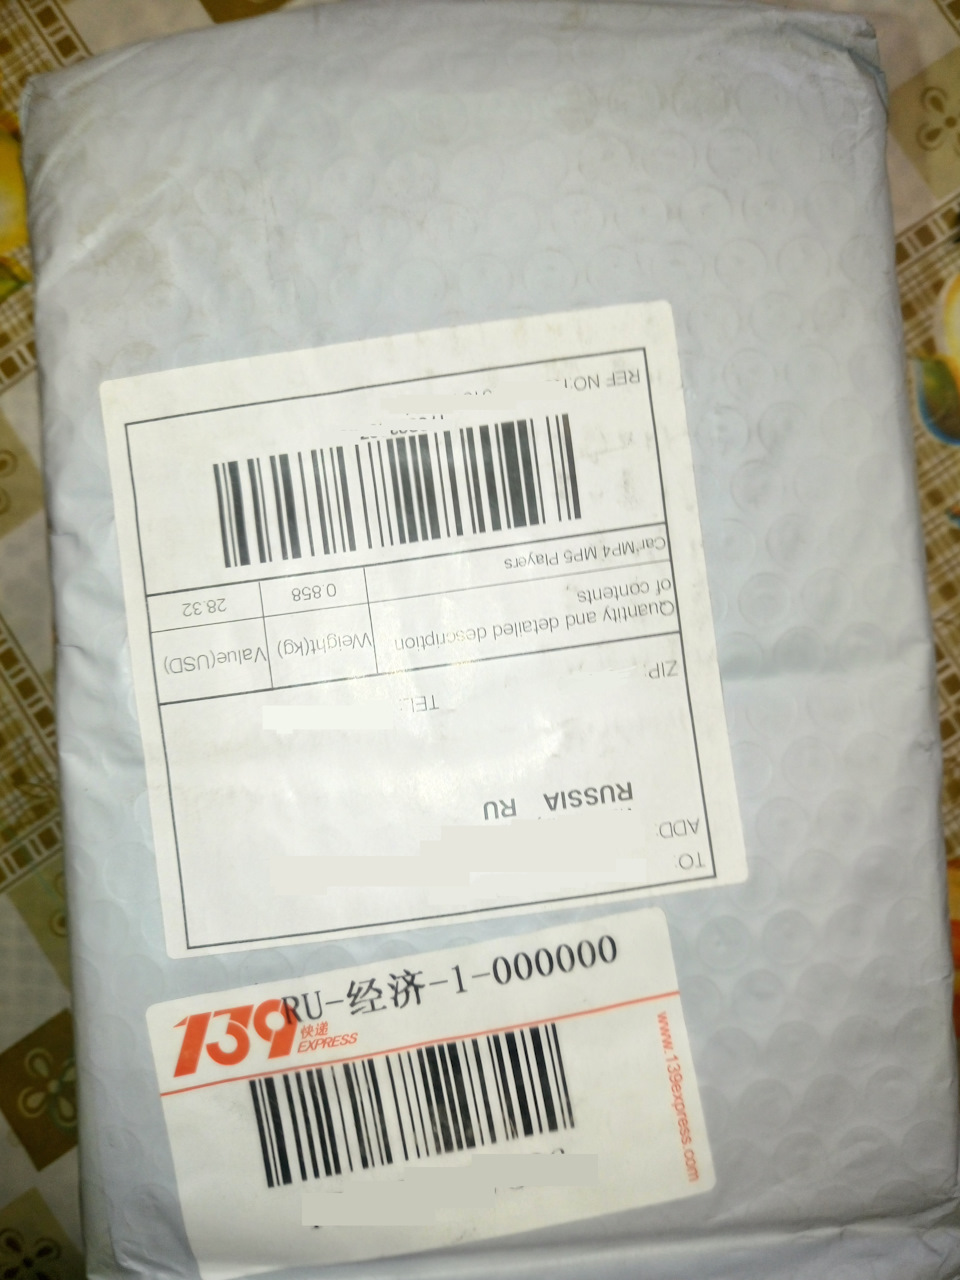 REF NO:
Car MP4 MP5 Players
0.858
28.32
Quantity and detailed description
of contents
Weight(kg)
Value(USD)
ZIP:
TEL:
RUSSIA RU
ADD:
TO:
RU-经济-1-000000
139
快递
EXPRESS
www.139express.com